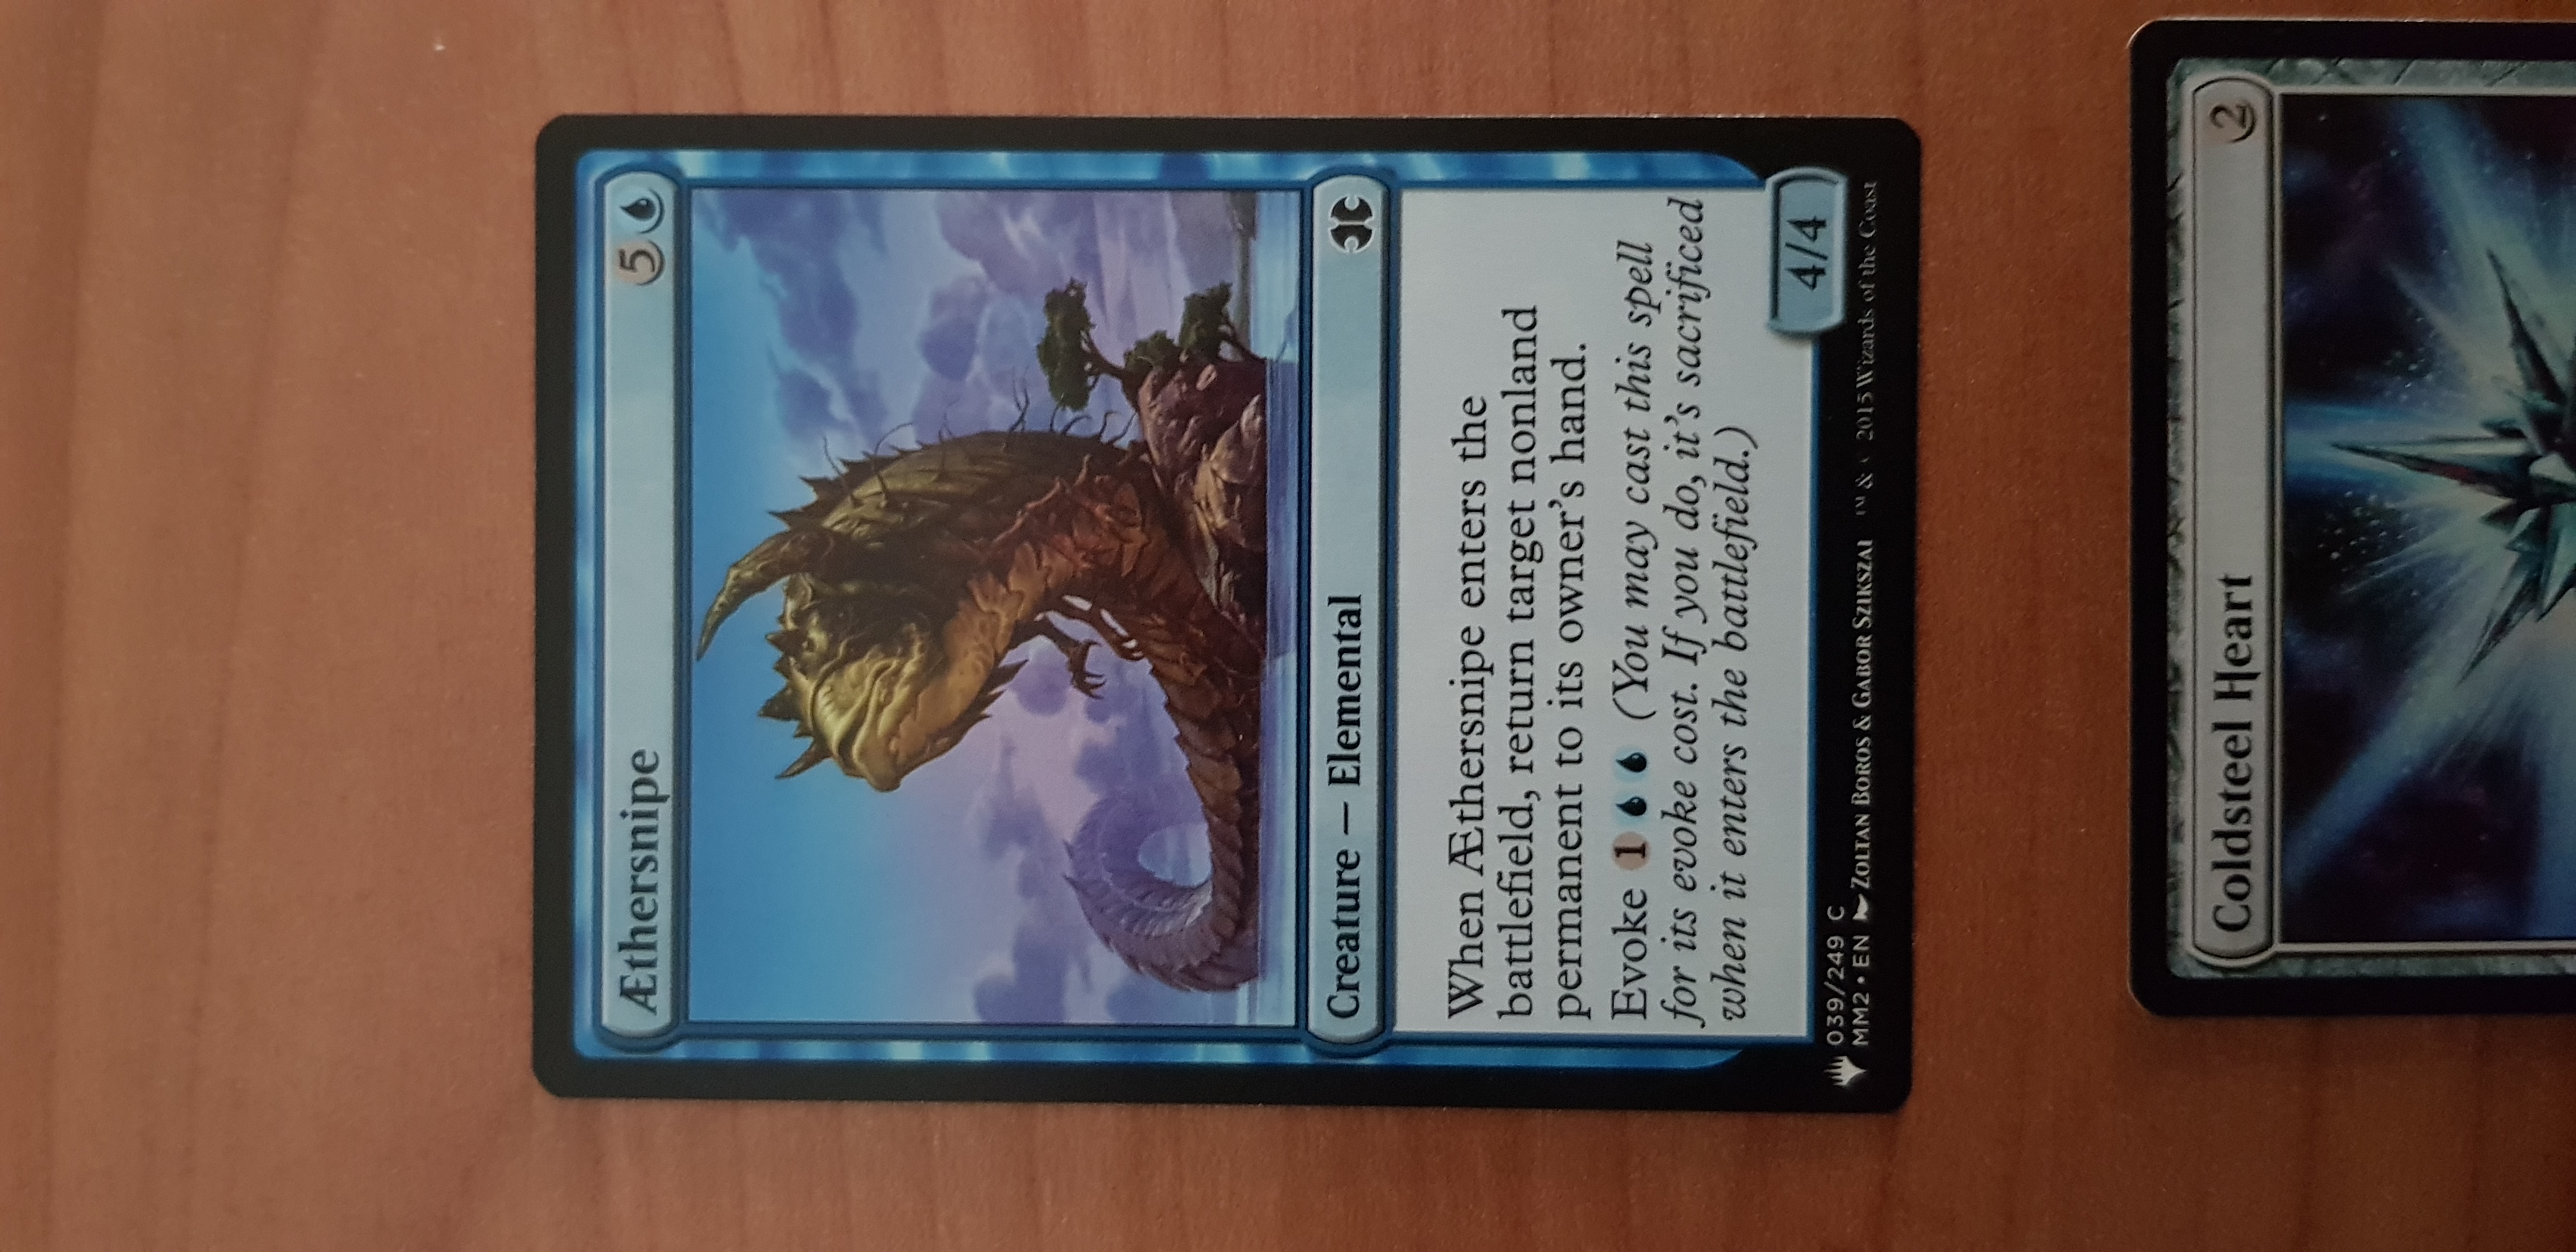 Æthersnipe 5
Creature — Elemental
When Æthersnipe enters the
battlefield, return target nonland
permanent to its owner's hand.
Evoke 1 (You may cast this spell
for its evoke cost. If you do, it's sacrificed
when it enters the battlefield.)
4/4
039/249 C
MM2 • EN ZOLTAN BOROS & GABOR SZIKSZAI ™ & © 2015 Wizards of the Coast
Coldsteel Heart 2